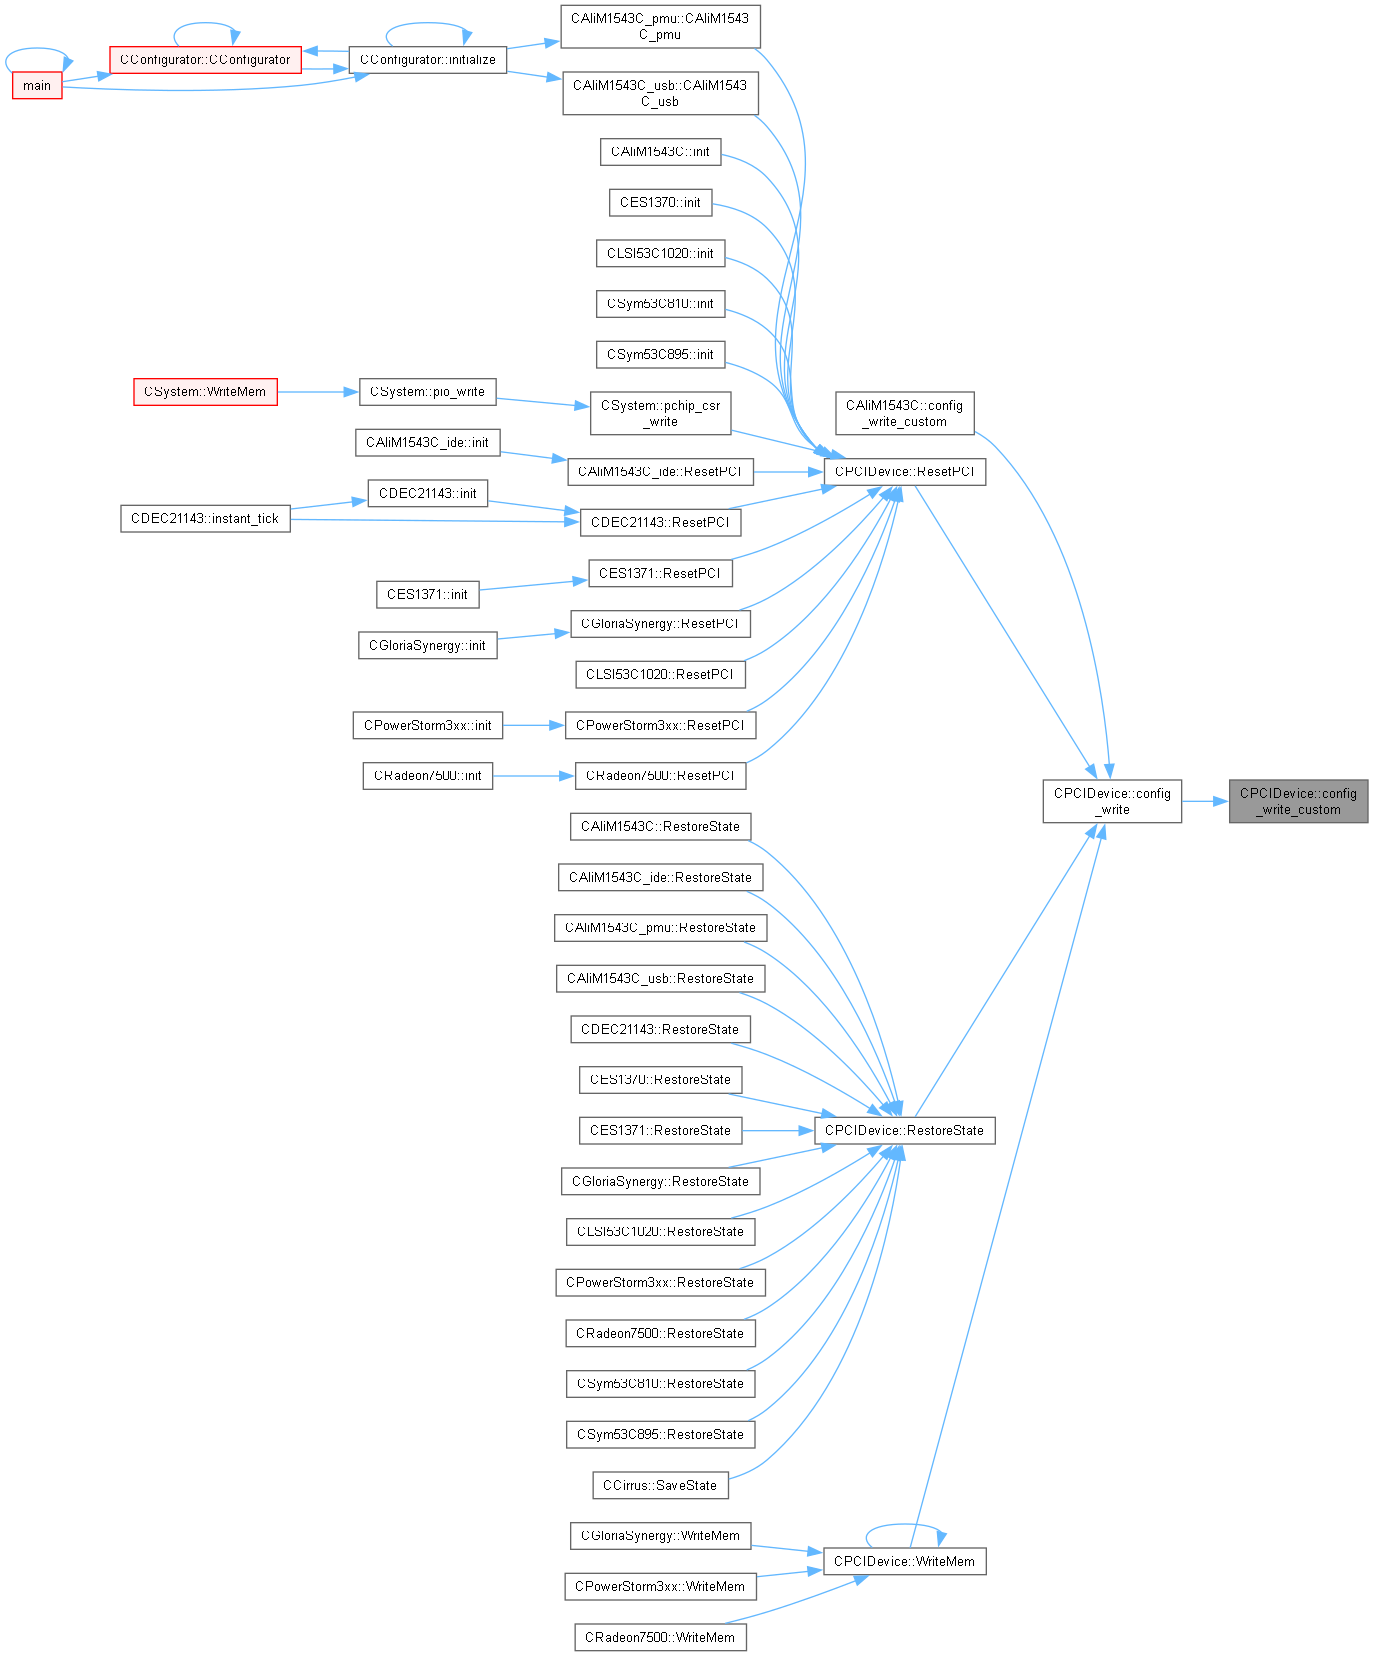 CAliM1543C_pmu::CAliM1543
C_pmu
CConfigurator::CConfigurator
CConfigurator::initialize
main
CAliM1543C_usb::CAliM1543
C_usb
CAliM1543C::init
CES1370::init
CLSI53C1020::init
CSym53C810::init
CSym53C895::init
CSystem::WriteMem
CSystem::pio_write
CSystem::pchip_csr
_write
CAliM1543C::config
_write_custom
CAliM1543C_ide::init
CAliM1543C_ide::ResetPCI
CPCIDevice::ResetPCI
CDEC21143::init
CDEC21143::instant_tick
CDEC21143::ResetPCI
CES1371::ResetPCI
CES1371::init
CGloriaSynergy::ResetPCI
CGloriaSynergy::init
CLSI53C1020::ResetPCI
CPowerStorm3xx::init
CPowerStorm3xx::ResetPCI
CRadeon7500::init
CRadeon7500::ResetPCI
CPCIDevice::config
_write
CPCIDevice::config
_write_custom
CAliM1543C::RestoreState
CAliM1543C_ide::RestoreState
CAliM1543C_pmu::RestoreState
CAliM1543C_usb::RestoreState
CDEC21143::RestoreState
CES1370::RestoreState
CES1371::RestoreState
CPCIDevice::RestoreState
CGloriaSynergy::RestoreState
CLSI53C1020::RestoreState
CPowerStorm3xx::RestoreState
CRadeon7500::RestoreState
CSym53C810::RestoreState
CSym53C895::RestoreState
CCirrus::SaveState
CGloriaSynergy::WriteMem
CPCIDevice::WriteMem
CPowerStorm3xx::WriteMem
CRadeon7500::WriteMem